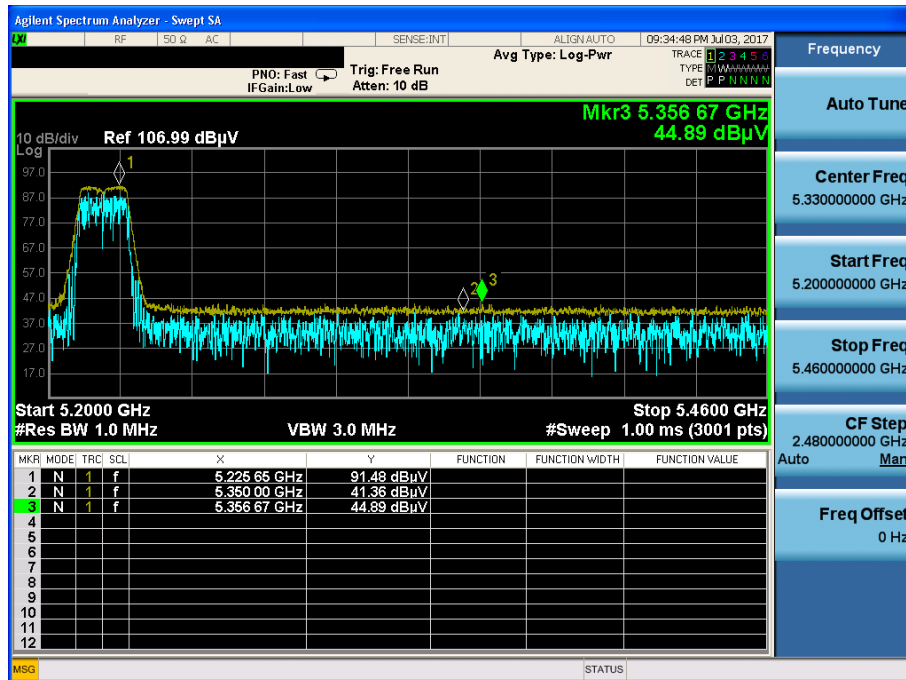 Agilent Spectrum Analyzer - Swept SA
LXI RF 50 Ω AC SENSE:INT ALIGN AUTO 09:34:48 PM Jul 03, 2017
Frequency
Avg Type: Log-Pwr
TRACE 1 2 3 4 5 6
PNO: Fast Trig: Free Run
TYPE M W W W W W
IFGain:Low Atten: 10 dB
DET P P N N N N
Auto Tune
Mkr3 5.356 67 GHz
44.89 dBµV
10 dB/div Ref 106.99 dBµV
Log
97.0
87.0
77.0
67.0
57.0
47.0
37.0
27.0
17.0
1
2
3
Center Freq
5.330000000 GHz
Start Freq
5.200000000 GHz
Stop Freq
5.460000000 GHz
CF Step
2.480000000 GHz
Auto Man
Freq Offset
0 Hz
Start 5.2000 GHz Stop 5.4600 GHz
#Res BW 1.0 MHz VBW 3.0 MHz #Sweep 1.00 ms (3001 pts)
MKR MODE TRC SCL X Y FUNCTION FUNCTION WIDTH FUNCTION VALUE
1 N 1 f 5.225 65 GHz 91.48 dBµV
2 N 1 f 5.350 00 GHz 41.36 dBµV
3 N 1 f 5.356 67 GHz 44.89 dBµV
4
5
6
7
8
9
10
11
12
MSG STATUS